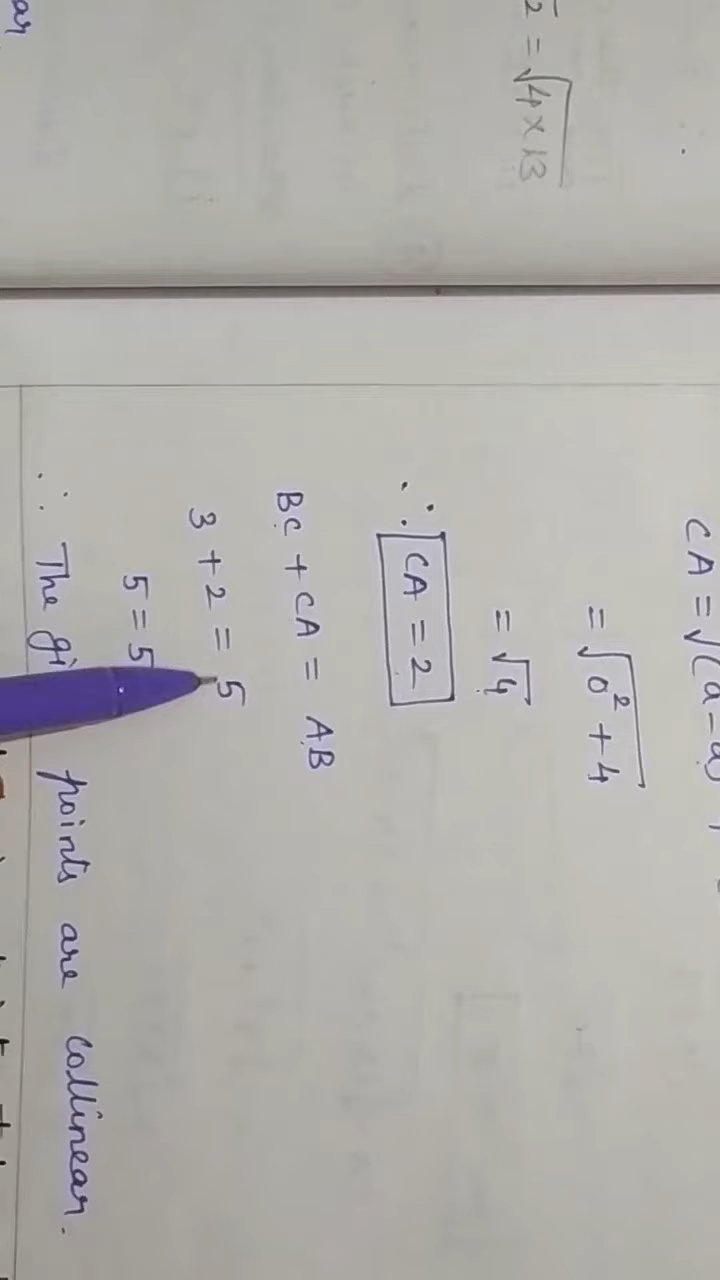 = √4×13
CA = √(a-a)
= √0² + 4
= √4
∴ CA = 2
BC + CA = AB
3 + 2 = 5
5 = 5
∴ The points are collinear.